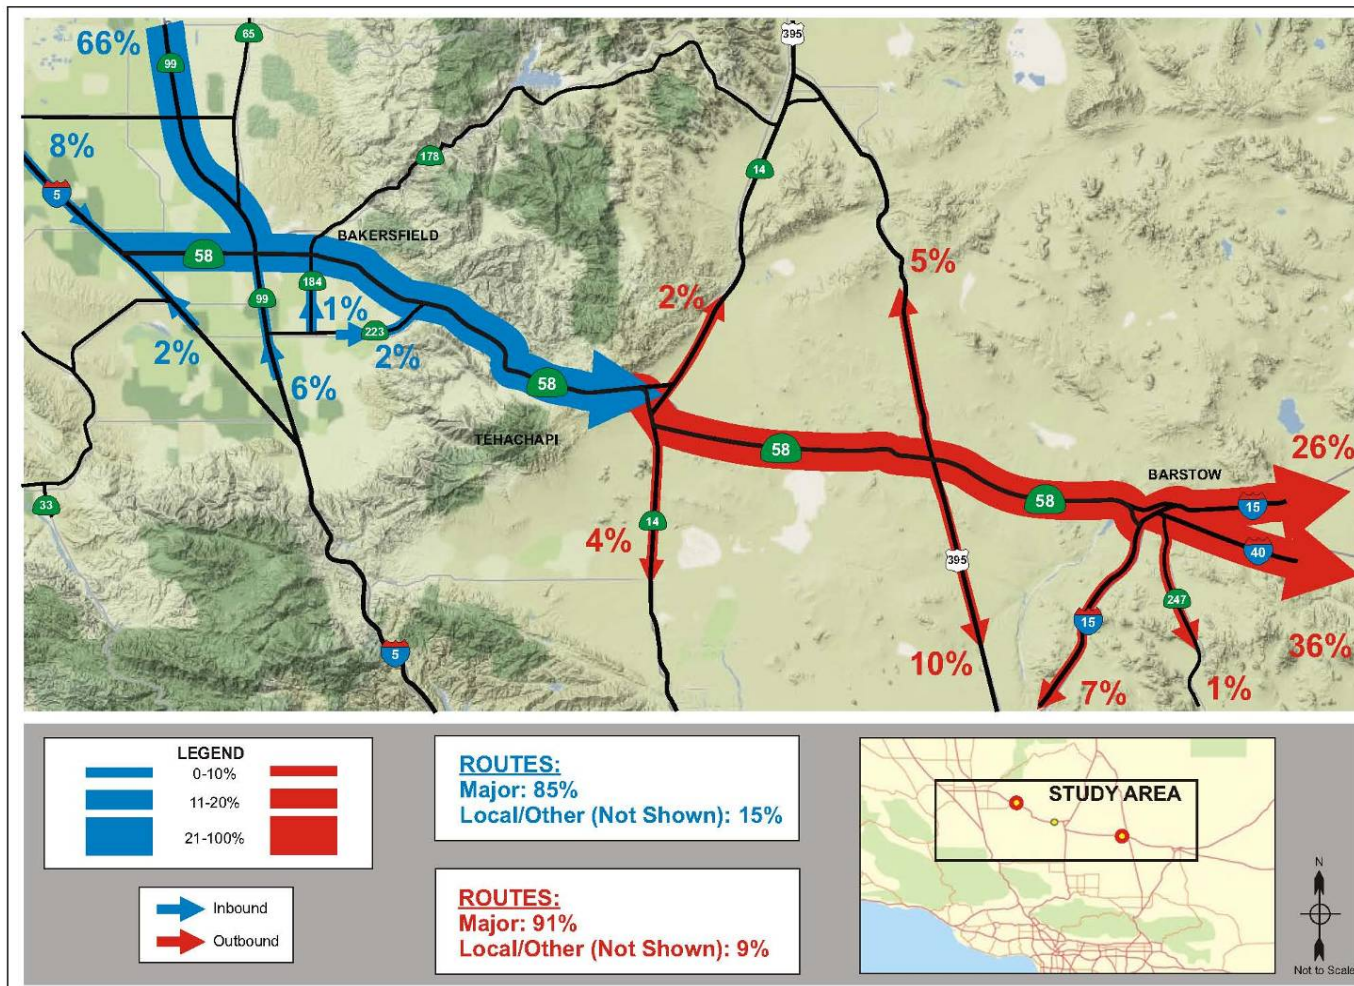 66%
99
65
395
8%
5
178
14
BAKERSFIELD
58
184
99
1%
223
2%
2%
6%
58
2%
5%
TEHACHAPI
58
26%
BARSTOW
58
15
33
14
4%
40
395
36%
247
15
5
10%
7%
1%
LEGEND
0-10%
11-20%
21-100%
Inbound
Outbound
ROUTES:
Major: 85%
Local/Other (Not Shown): 15%
ROUTES:
Major: 91%
Local/Other (Not Shown): 9%
STUDY AREA
N
Not to Scale